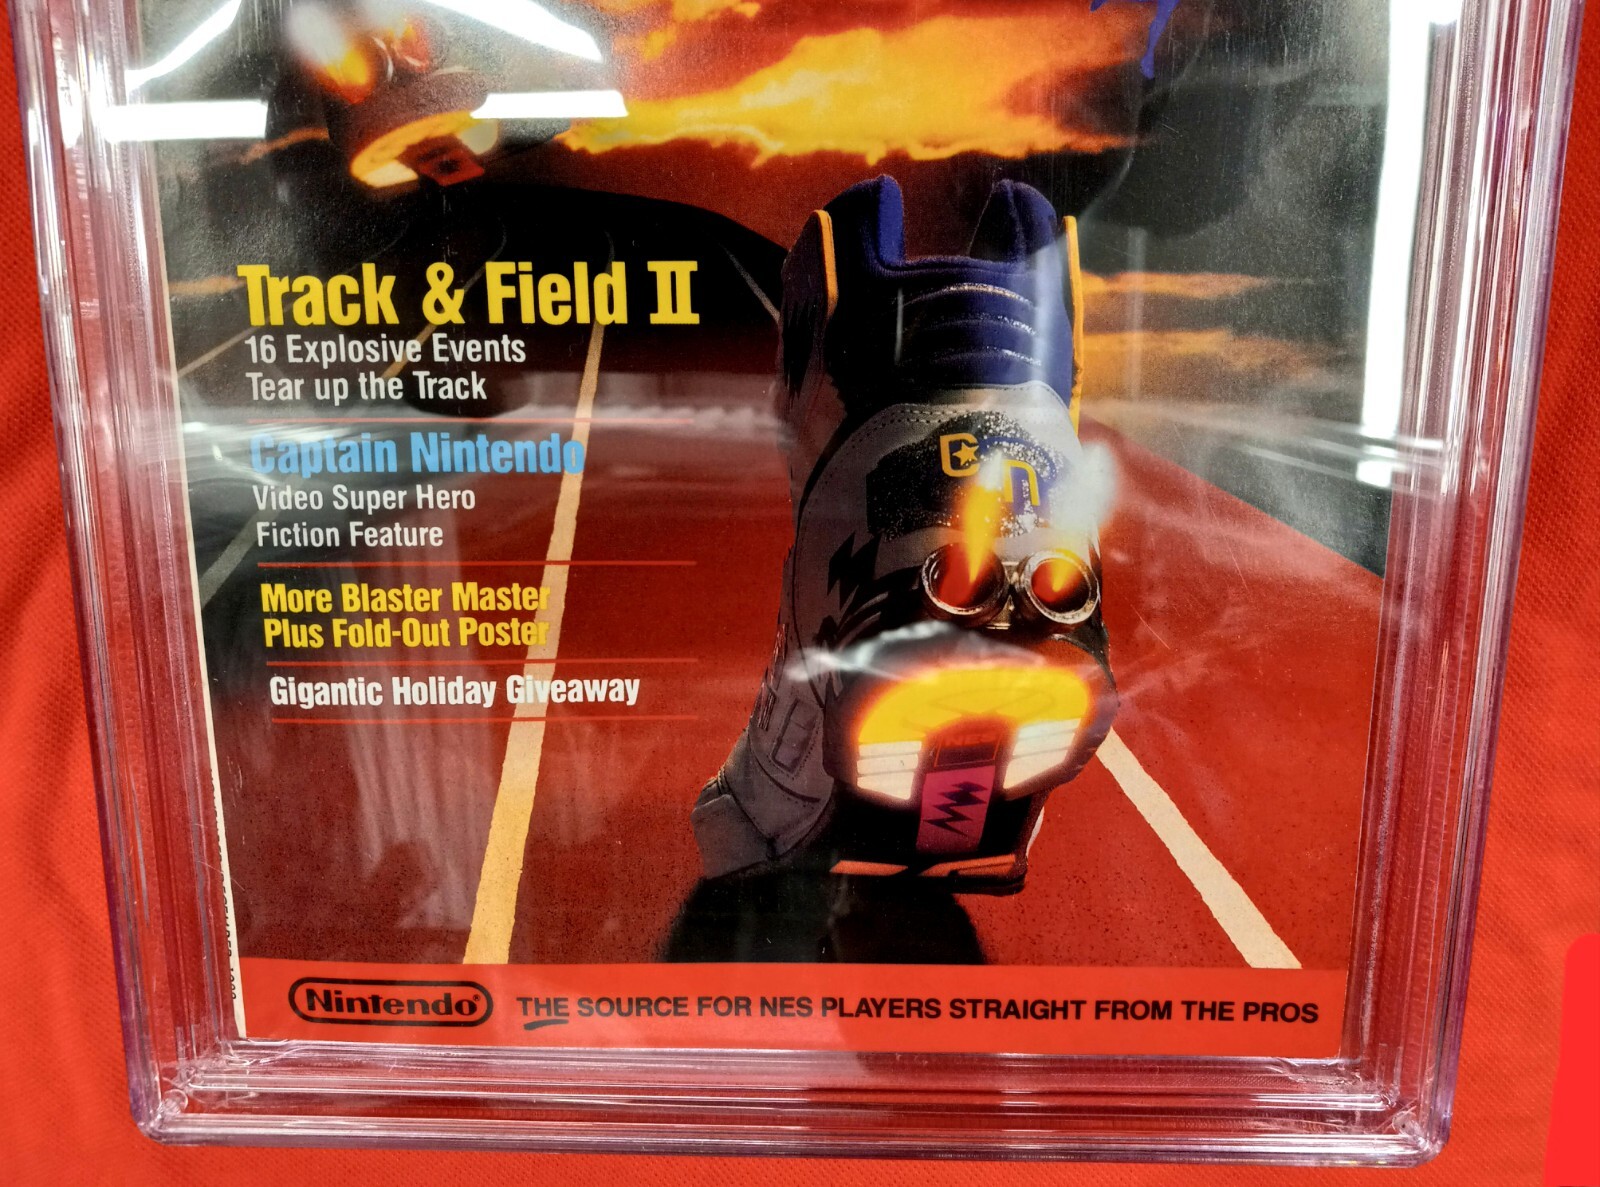 Track & Field II
16 Explosive Events
Tear up the Track
Captain Nintendo
Video Super Hero
Fiction Feature
More Blaster Master
Plus Fold-Out Poster
Gigantic Holiday Giveaway
Nintendo®
THE SOURCE FOR NES PLAYERS STRAIGHT FROM THE PROS